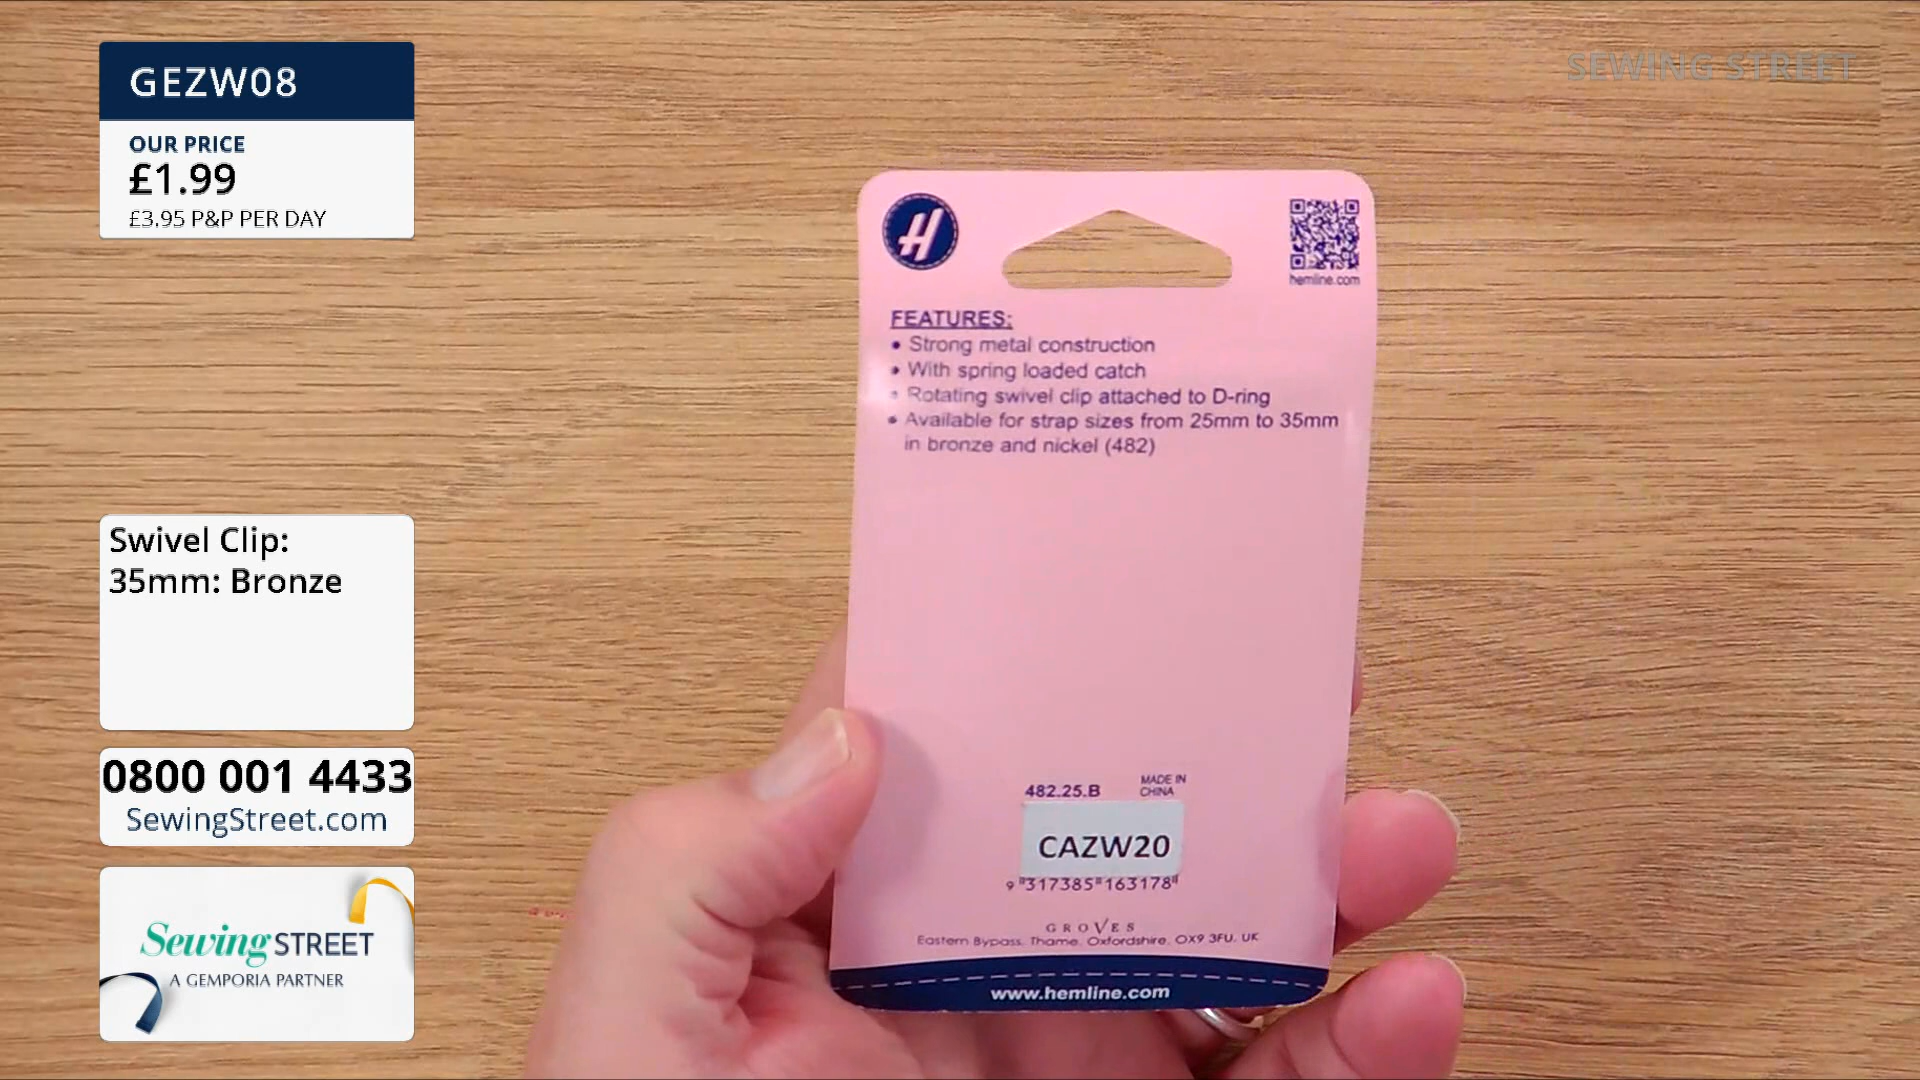 GEZW08
OUR PRICE
£1.99
£3.95 P&P PER DAY
Swivel Clip:
35mm: Bronze
0800 001 4433
SewingStreet.com
Sewing STREET
A GEMPORIA PARTNER
SEWING STREET
H
hemline.com
FEATURES:
• Strong metal construction
• With spring loaded catch
• Rotating swivel clip attached to D-ring
• Available for strap sizes from 25mm to 35mm
in bronze and nickel (482)
482.25.B
MADE IN
CHINA
CAZW20
9 317385 163178
GROVES
Eastern Bypass, Thame, Oxfordshire, OX9 3FU, UK
www.hemline.com